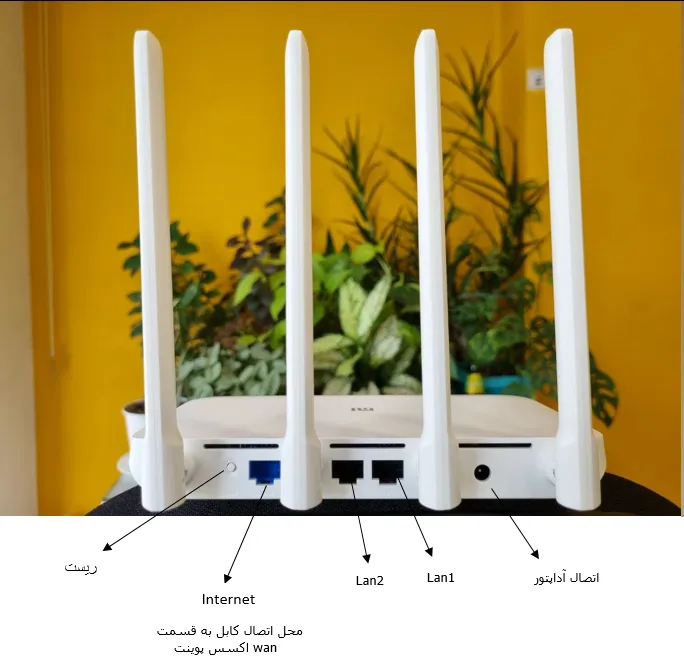 ریست
Internet
محل اتصال کابل به قسمت
wan اکسس پوینت
Lan2
Lan1
اتصال آداپتور